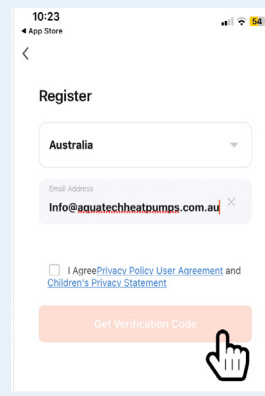 10:23
54
App Store
Register
Australia
Email Address
Info@aquatechheatpumps.com.au
I AgreePrivacy Policy User Agreement and
Children's Privacy Statement
Get Verification Code